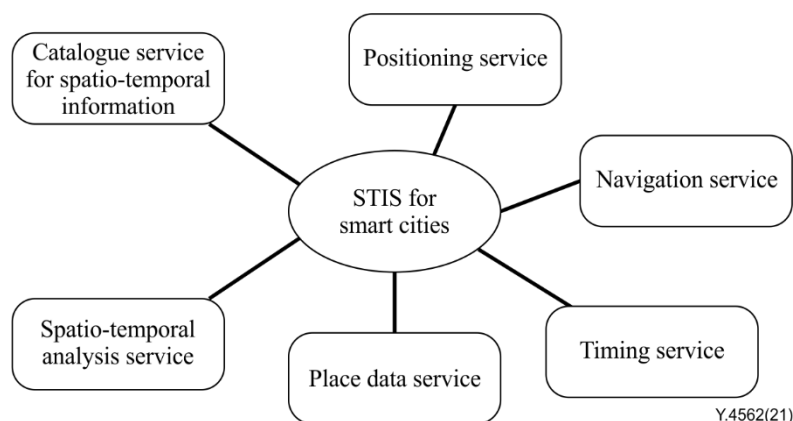 Catalogue service
for spatio-temporal
information
Positioning service
STIS for
smart cities
Navigation service
Spatio-temporal
analysis service
Place data service
Timing service
Y.4562(21)